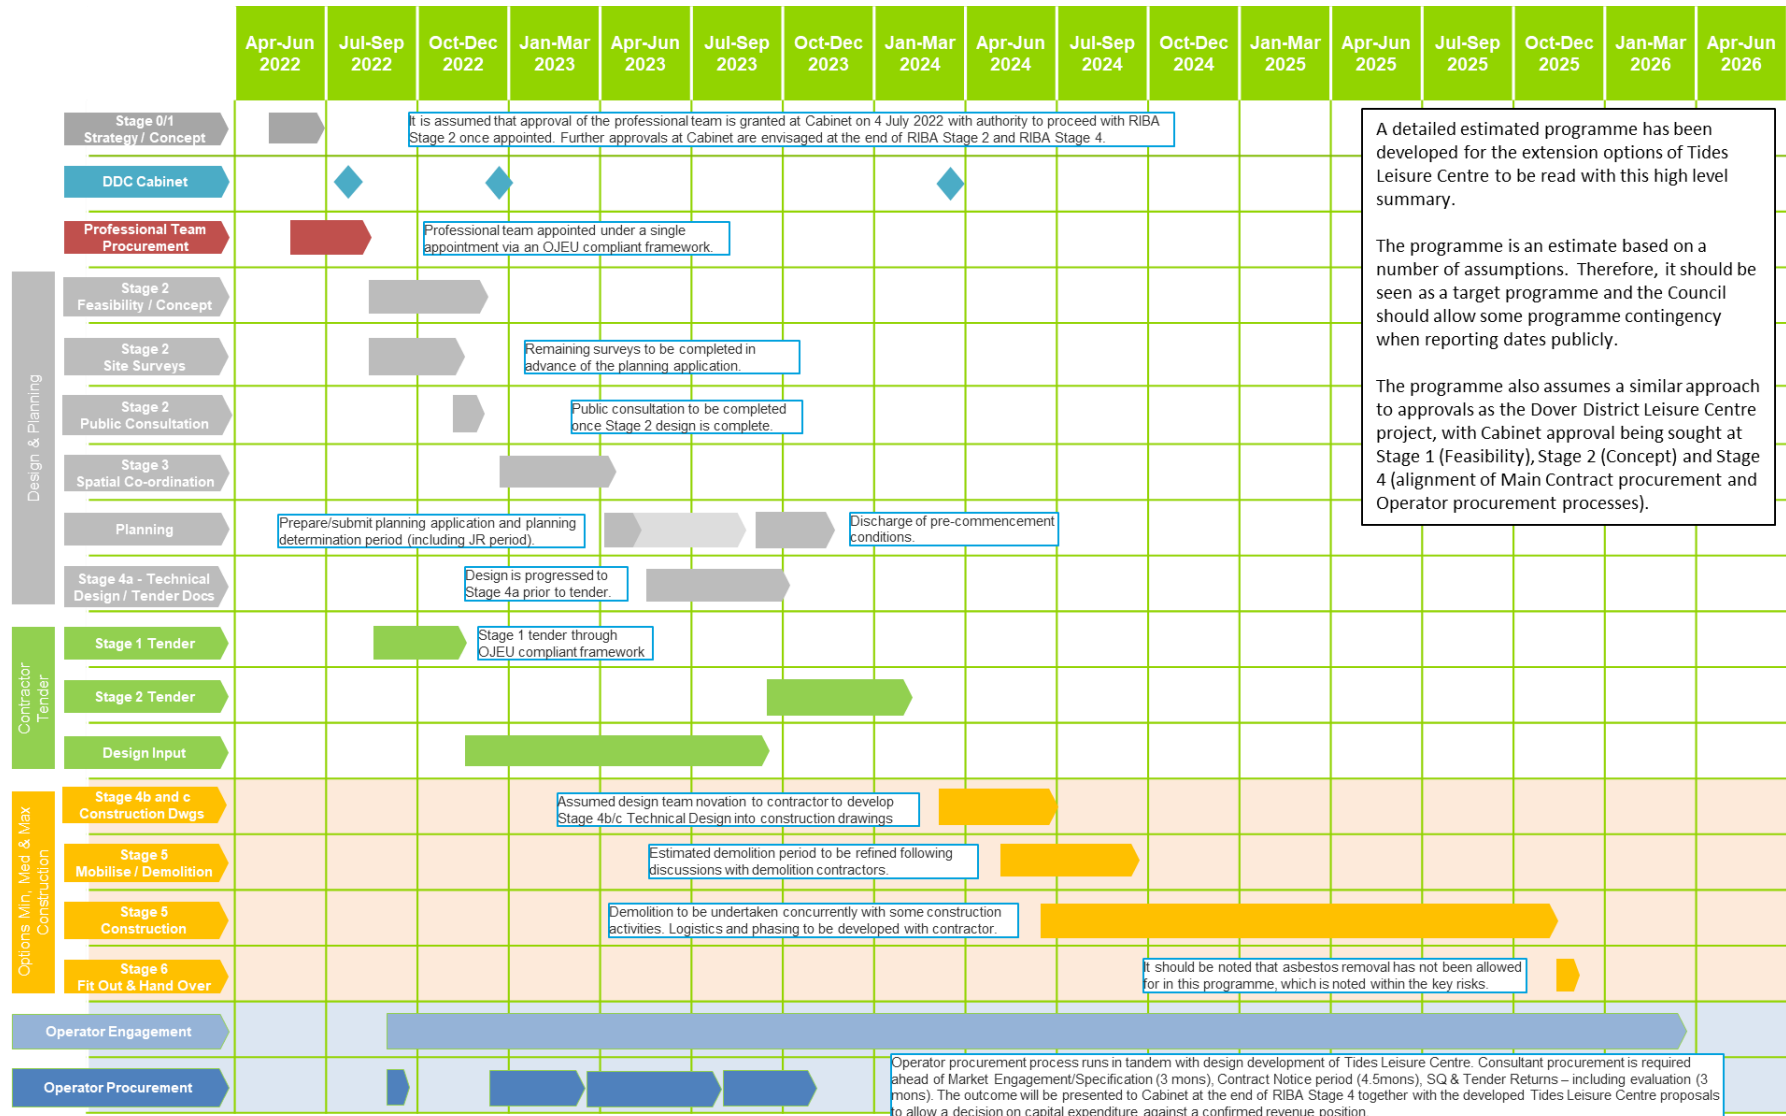 Apr-Jun 2022
Jul-Sep 2022
Oct-Dec 2022
Jan-Mar 2023
Apr-Jun 2023
Jul-Sep 2023
Oct-Dec 2023
Jan-Mar 2024
Apr-Jun 2024
Jul-Sep 2024
Oct-Dec 2024
Jan-Mar 2025
Apr-Jun 2025
Jul-Sep 2025
Oct-Dec 2025
Jan-Mar 2026
Apr-Jun 2026
Stage 0/1
Strategy / Concept
It is assumed that approval of the professional team is granted at Cabinet on 4 July 2022 with authority to proceed with RIBA
Stage 2 once appointed. Further approvals at Cabinet are envisaged at the end of RIBA Stage 2 and RIBA Stage 4.
A detailed estimated programme has been
developed for the extension options of Tides
Leisure Centre to be read with this high level
summary.
The programme is an estimate based on a
number of assumptions. Therefore, it should be
seen as a target programme and the Council
should allow some programme contingency
when reporting dates publicly.
The programme also assumes a similar approach
to approvals as the Dover District Leisure Centre
project, with Cabinet approval being sought at
Stage 1 (Feasibility), Stage 2 (Concept) and Stage
4 (alignment of Main Contract procurement and
Operator procurement processes).
DDC Cabinet
Professional Team
Procurement
Professional team appointed under a single
appointment via an OJEU compliant framework.
Design & Planning
Stage 2
Feasibility / Concept
Stage 2
Site Surveys
Remaining surveys to be completed in
advance of the planning application.
Stage 2
Public Consultation
Public consultation to be completed
once Stage 2 design is complete.
Stage 3
Spatial Co-ordination
Planning
Prepare/submit planning application and planning
determination period (including JR period).
Discharge of pre-commencement
conditions.
Stage 4a - Technical
Design / Tender Docs
Design is progressed to
Stage 4a prior to tender.
Contractor
Tender
Stage 1 Tender
Stage 1 tender through
OJEU compliant framework
Stage 2 Tender
Design Input
Options Min, Med & Max
Construction
Stage 4b and c
Construction Dwgs
Assumed design team novation to contractor to develop
Stage 4b/c Technical Design into construction drawings
Stage 5
Mobilise / Demolition
Estimated demolition period to be refined following
discussions with demolition contractors.
Stage 5
Construction
Demolition to be undertaken concurrently with some construction
activities. Logistics and phasing to be developed with contractor.
Stage 6
Fit Out & Hand Over
It should be noted that asbestos removal has not been allowed
for in this programme, which is noted within the key risks.
Operator Engagement
Operator Procurement
Operator procurement process runs in tandem with design development of Tides Leisure Centre. Consultant procurement is required
ahead of Market Engagement/Specification (3 mons), Contract Notice period (4.5mons), SQ & Tender Returns – including evaluation (3
mons). The outcome will be presented to Cabinet at the end of RIBA Stage 4 together with the developed Tides Leisure Centre proposals
to allow a decision on capital expenditure against a confirmed revenue position.